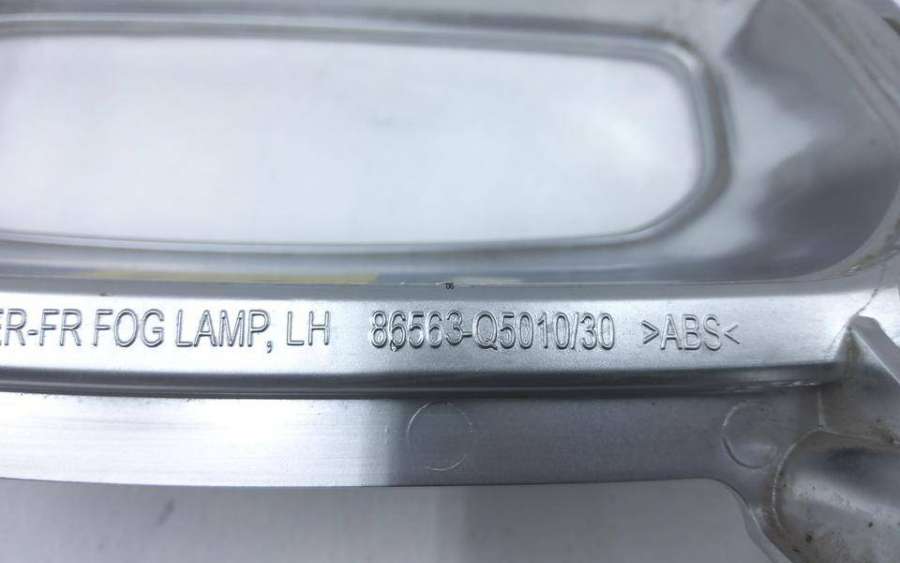 ER-FR FOG LAMP, LH 86563-Q5010/30 >ABS<